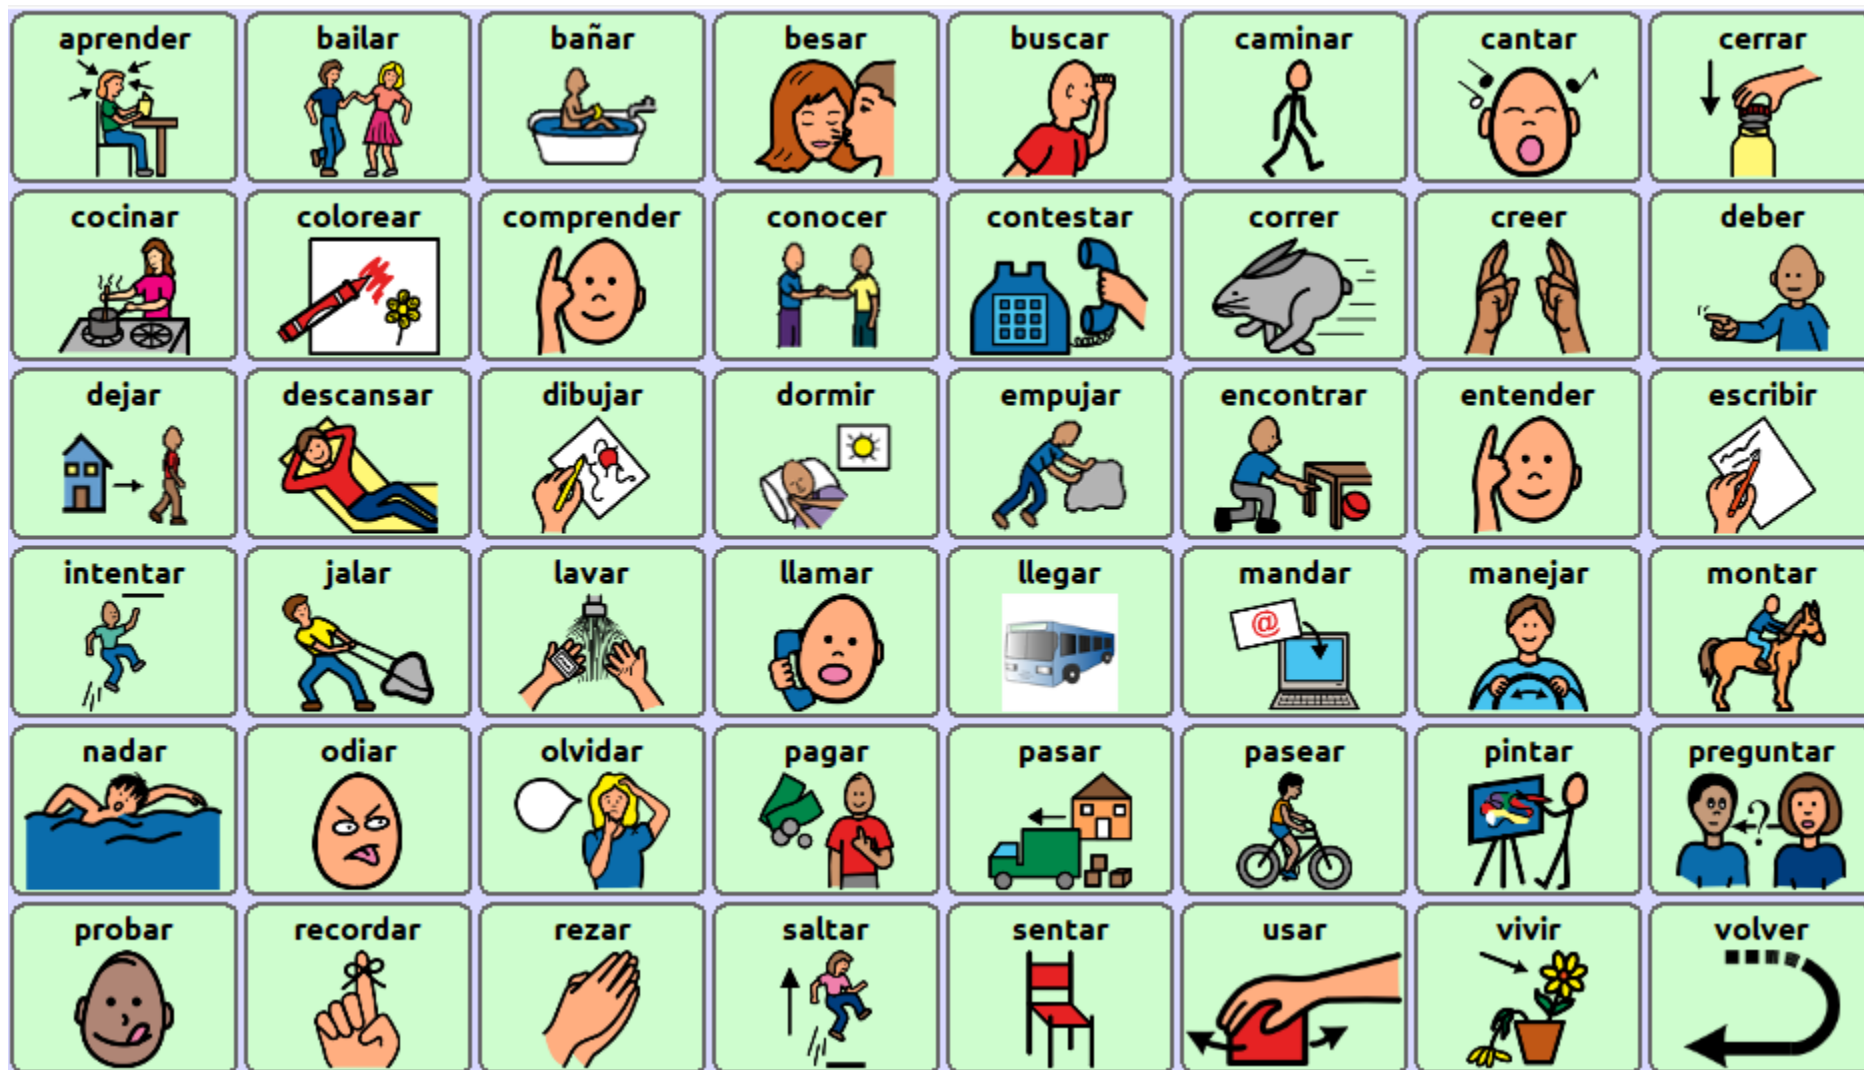 aprender bailar bañar besar buscar caminar cantar cerrar
cocinar colorear comprender conocer contestar correr creer deber
dejar descansar dibujar dormir empujar encontrar entender escribir
intentar jalar lavar llamar llegar mandar manejar montar
@
nadar odiar olvidar pagar pasar pasear pintar preguntar
?
probar recordar rezar saltar sentar usar vivir volver